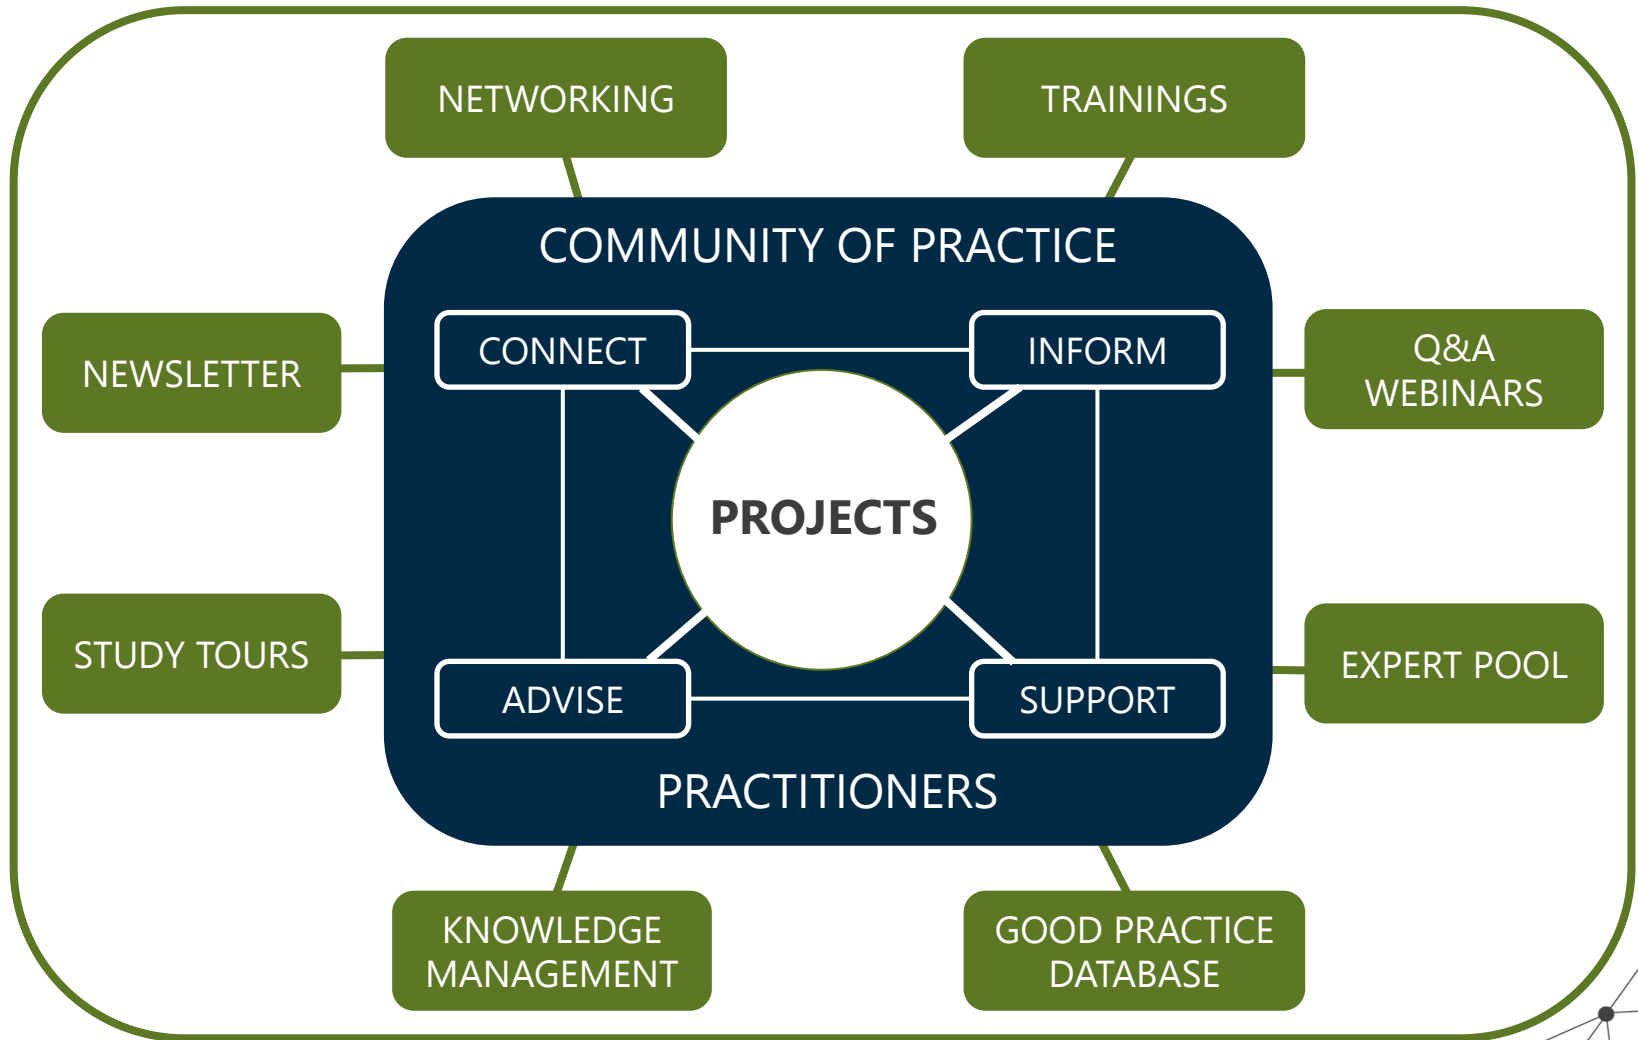 NETWORKING
TRAININGS
COMMUNITY OF PRACTICE
CONNECT
INFORM
NEWSLETTER
Q&A
WEBINARS
PROJECTS
STUDY TOURS
EXPERT POOL
ADVISE
SUPPORT
PRACTITIONERS
KNOWLEDGE
MANAGEMENT
GOOD PRACTICE
DATABASE